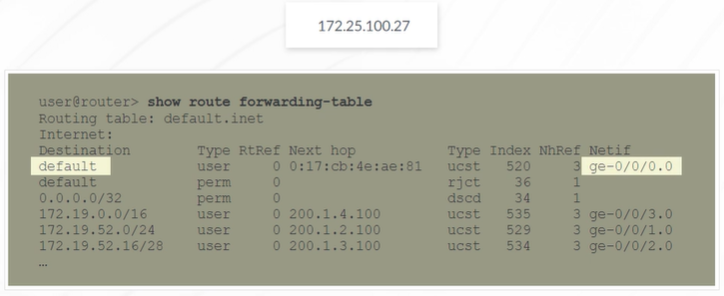 172.25.100.27
user@router> show route forwarding-table
Routing table: default.inet
Internet:
Destination Type RtRef Next hop Type Index NhRef Netif
default user 0 0:17:cb:4e:ae:81 ucst 520 3 ge-0/0/0.0
default perm 0 rjct 36 1
0.0.0.0/32 perm 0 dscd 34 1
172.19.0.0/16 user 0 200.1.4.100 ucst 535 3 ge-0/0/3.0
172.19.52.0/24 user 0 200.1.2.100 ucst 529 3 ge-0/0/1.0
172.19.52.16/28 user 0 200.1.3.100 ucst 534 3 ge-0/0/2.0
…